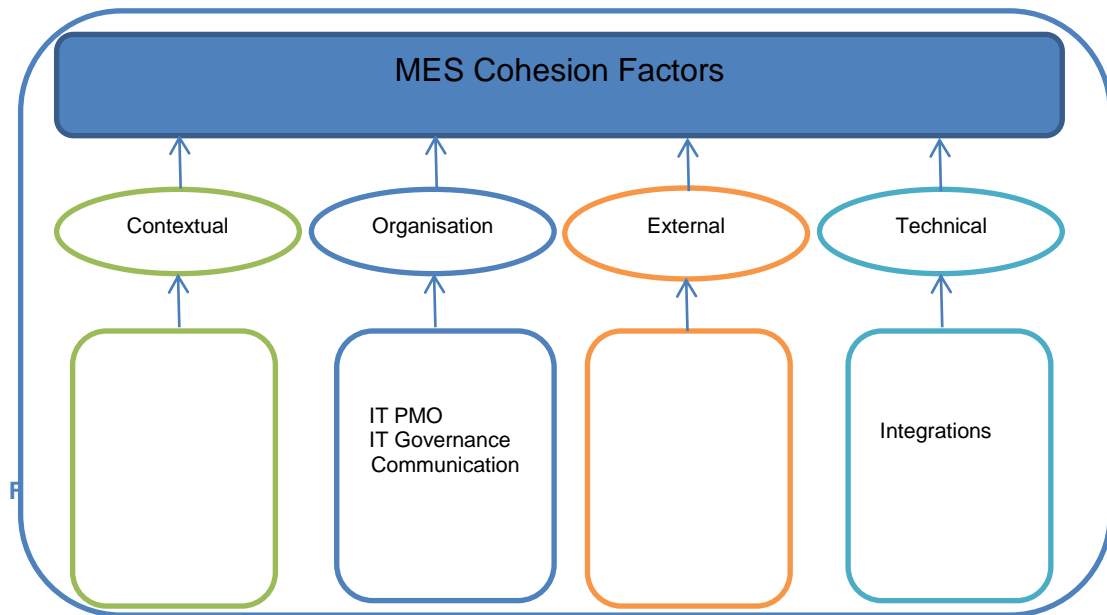 MES Cohesion Factors
Contextual
Organisation
External
Technical
IT PMO
IT Governance
Communication
Integrations
F